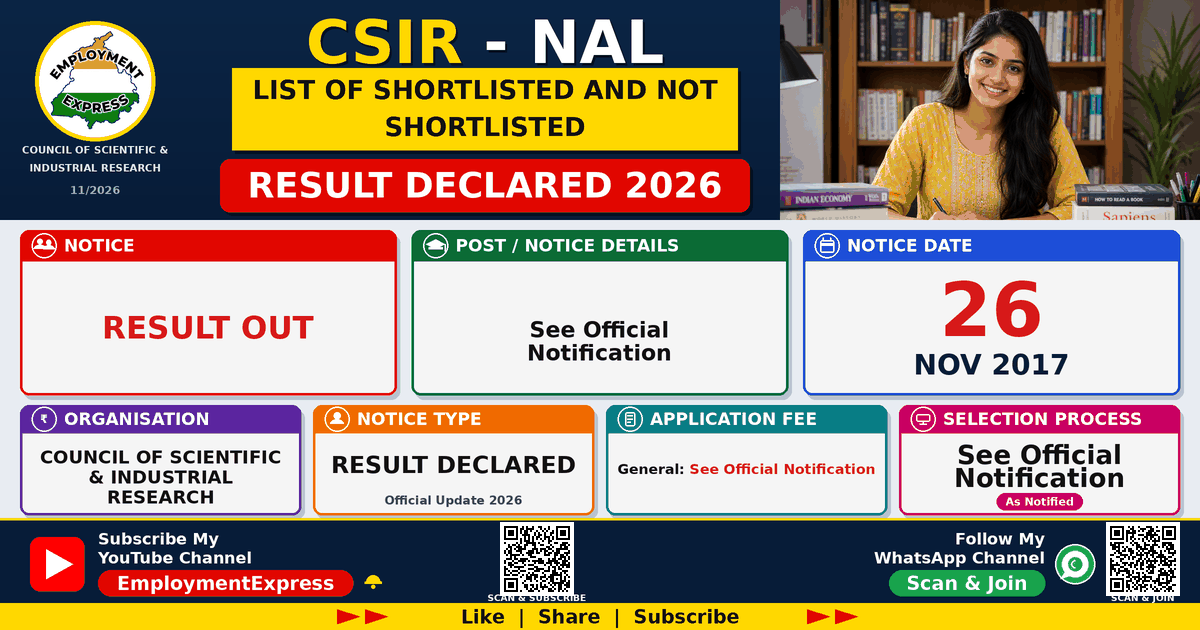 EMPLOYMENT
EXPRESS
COUNCIL OF SCIENTIFIC &
INDUSTRIAL RESEARCH
11/2026
CSIR - NAL
LIST OF SHORTLISTED AND NOT
SHORTLISTED
RESULT DECLARED 2026
INDIAN ECONOMY
WORLD HISTORY
HOW TO READ A BOOK
Sapiens
NOTICE
RESULT OUT
POST / NOTICE DETAILS
See Official
Notification
NOTICE DATE
26
NOV 2017
₹ ORGANISATION
COUNCIL OF SCIENTIFIC
& INDUSTRIAL
RESEARCH
NOTICE TYPE
RESULT DECLARED
Official Update 2026
APPLICATION FEE
General: See Official Notification
SELECTION PROCESS
See Official
Notification
As Notified
Subscribe My
YouTube Channel
EmploymentExpress
SCAN & SUBSCRIBE
Follow My
WhatsApp Channel
Scan & Join
SCAN & JOIN
Like | Share | Subscribe